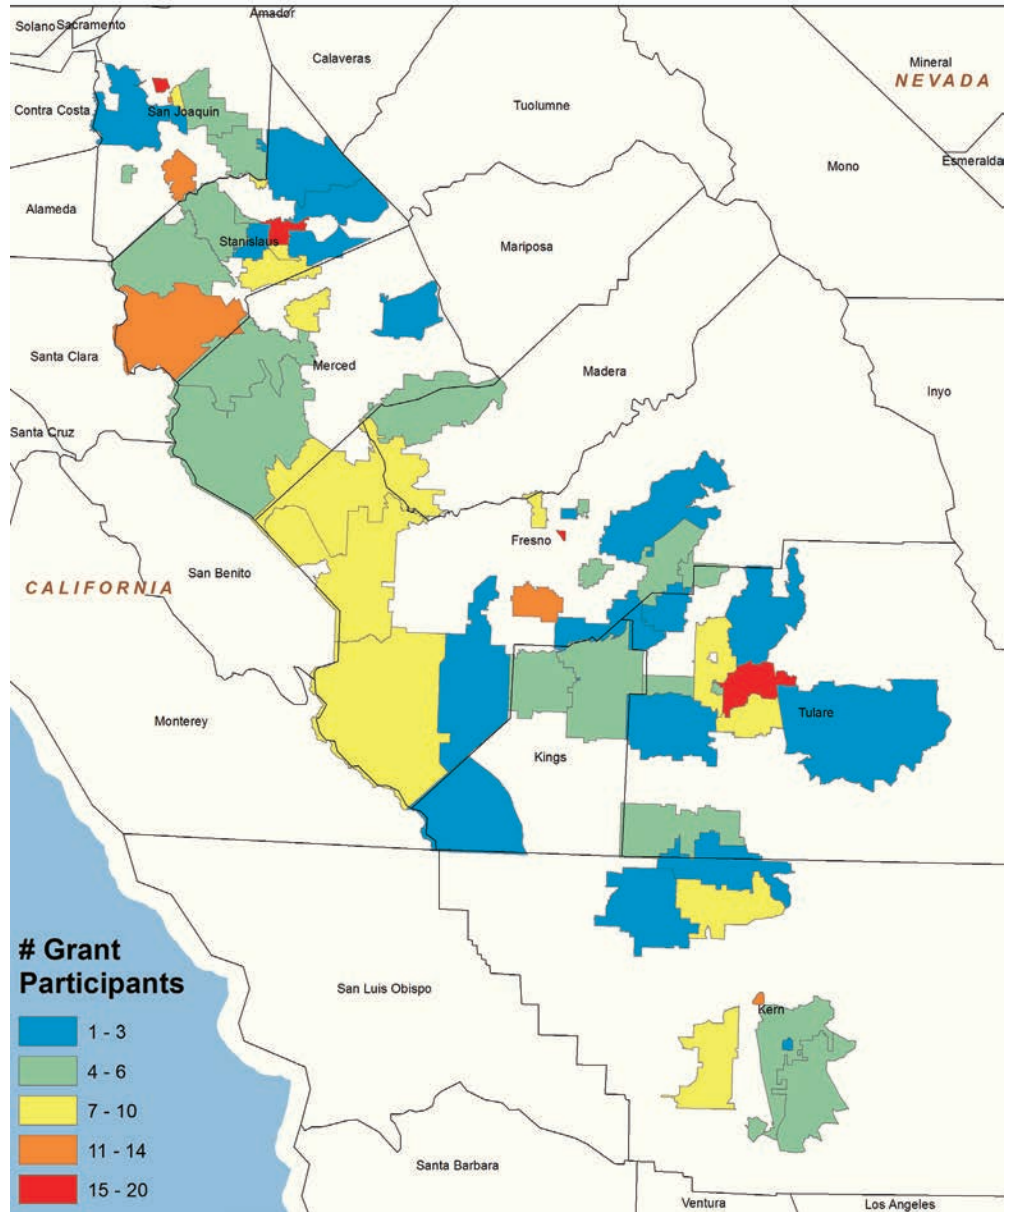 Amador
Solano
Sacramento
Calaveras
Mineral
NEVADA
Contra Costa
San Joaquin
Tuolumne
Esmeralda
Mono
Alameda
Stanislaus
Mariposa
Santa Clara
Merced
Madera
Inyo
Santa Cruz
Fresno
San Benito
CALIFORNIA
Monterey
Tulare
Kings
# Grant
Participants
San Luis Obispo
Kern
1 - 3
4 - 6
7 - 10
11 - 14
15 - 20
Santa Barbara
Ventura
Los Angeles